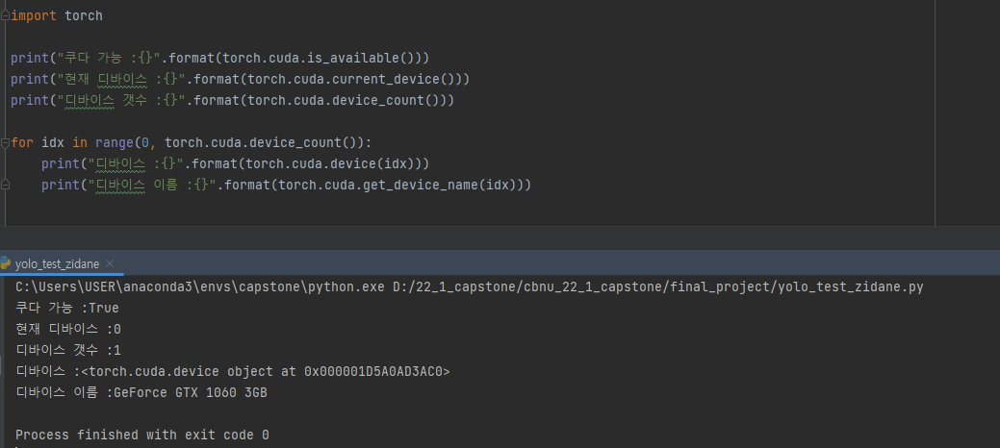 import torch
print("쿠다 가능 :{}".format(torch.cuda.is_available()))
print("현재 디바이스 :{}".format(torch.cuda.current_device()))
print("디바이스 갯수 :{}".format(torch.cuda.device_count()))
for idx in range(0, torch.cuda.device_count()):
    print("디바이스 :{}".format(torch.cuda.device(idx)))
    print("디바이스 이름 :{}".format(torch.cuda.get_device_name(idx)))
yolo_test_zidane ×
C:\Users\USER\anaconda3\envs\capstone\python.exe D:/22_1_capstone/cbnu_22_1_capstone/final_project/yolo_test_zidane.py
쿠다 가능 :True
현재 디바이스 :0
디바이스 갯수 :1
디바이스 :<torch.cuda.device object at 0x000001D5A0AD3AC0>
디바이스 이름 :GeForce GTX 1060 3GB
Process finished with exit code 0